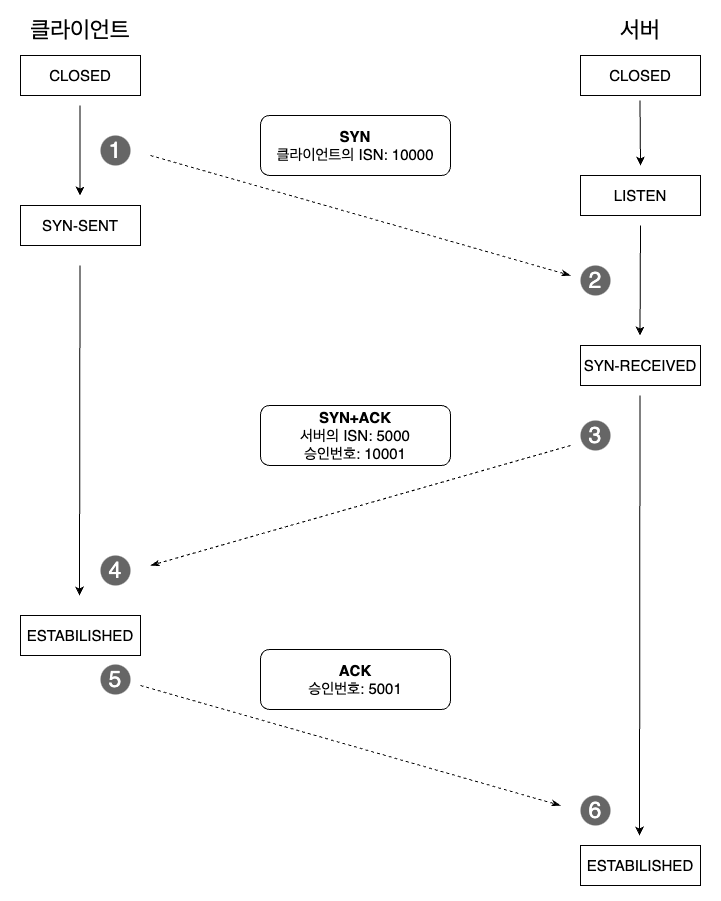 클라이언트
서버
CLOSED
CLOSED
1
SYN
클라이언트의 ISN: 10000
LISTEN
SYN-SENT
2
SYN-RECEIVED
SYN+ACK
서버의 ISN: 5000
승인번호: 10001
3
4
ESTABILISHED
5
ACK
승인번호: 5001
6
ESTABILISHED